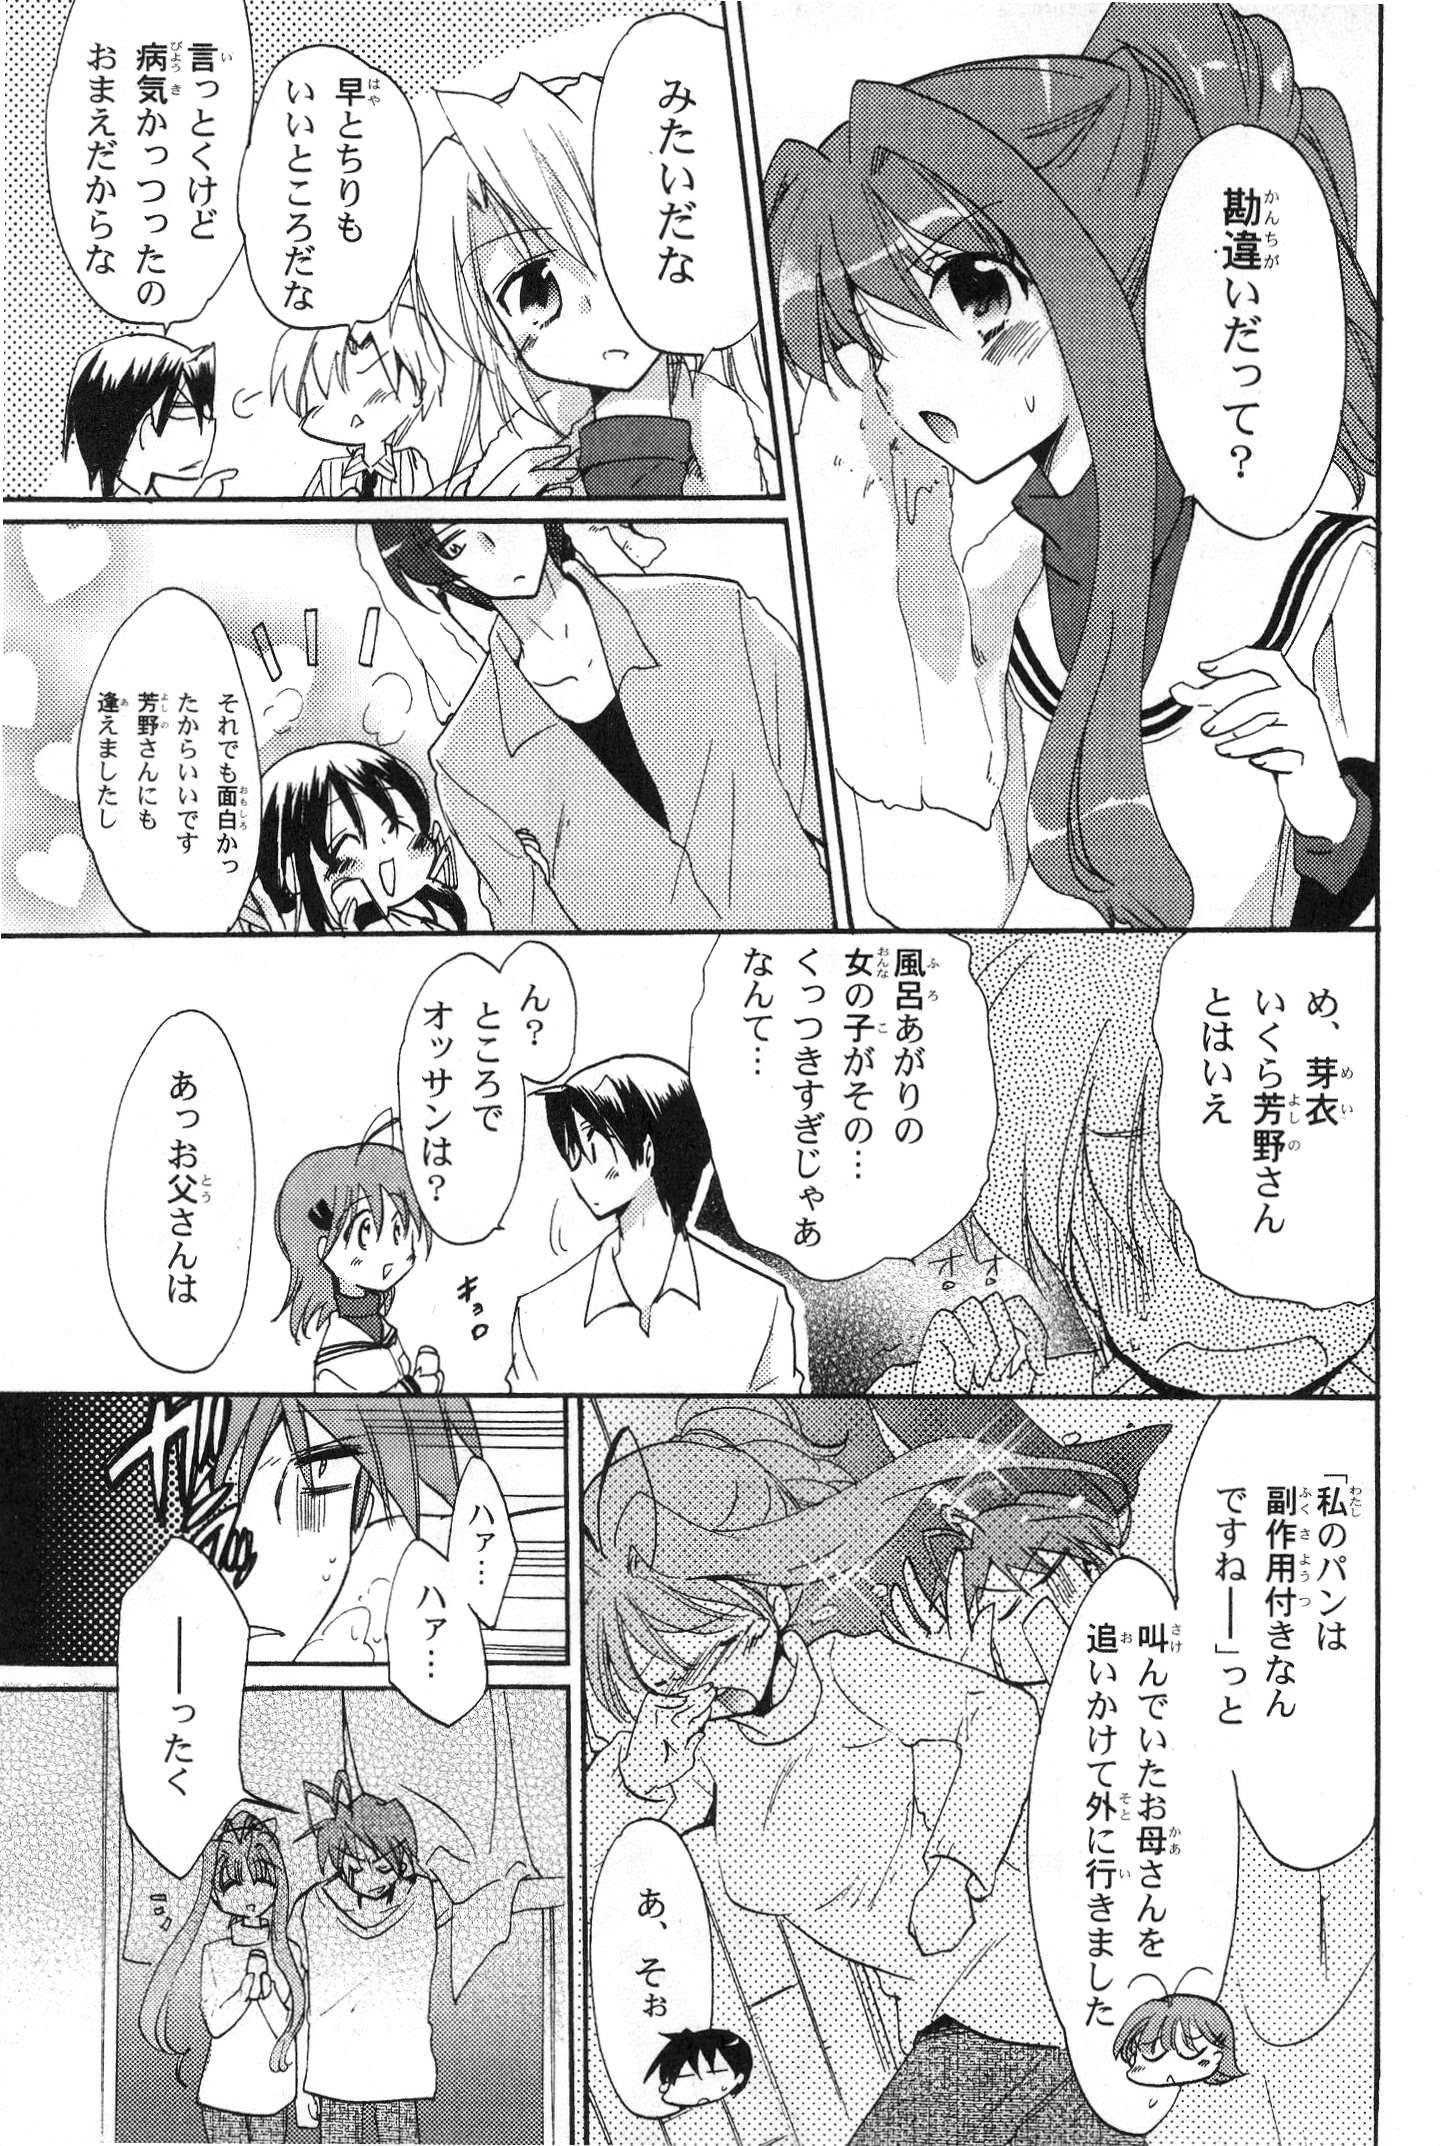 勘違いだって？
みたいだな
早とちりも
いいところだな
言っとくけど
病気かっつったの
おまえだからな
それでも面白かっ
たからいいです
芳野さんにも
逢えましたし
め、芽衣
いくら芳野さん
とはいえ
風呂あがりの
女の子がその…
くっつきすぎじゃあ
なんて…
オォ
オォ
ん？
ところで
オッサンは？
キョロ
あっお父さんは
「私のパンは
副作用付きなん
ですね――」っと
叫んでいたお母さんを
追いかけて外に行きました
あ、そぉ
ハァ…
ハァ…
――ったく